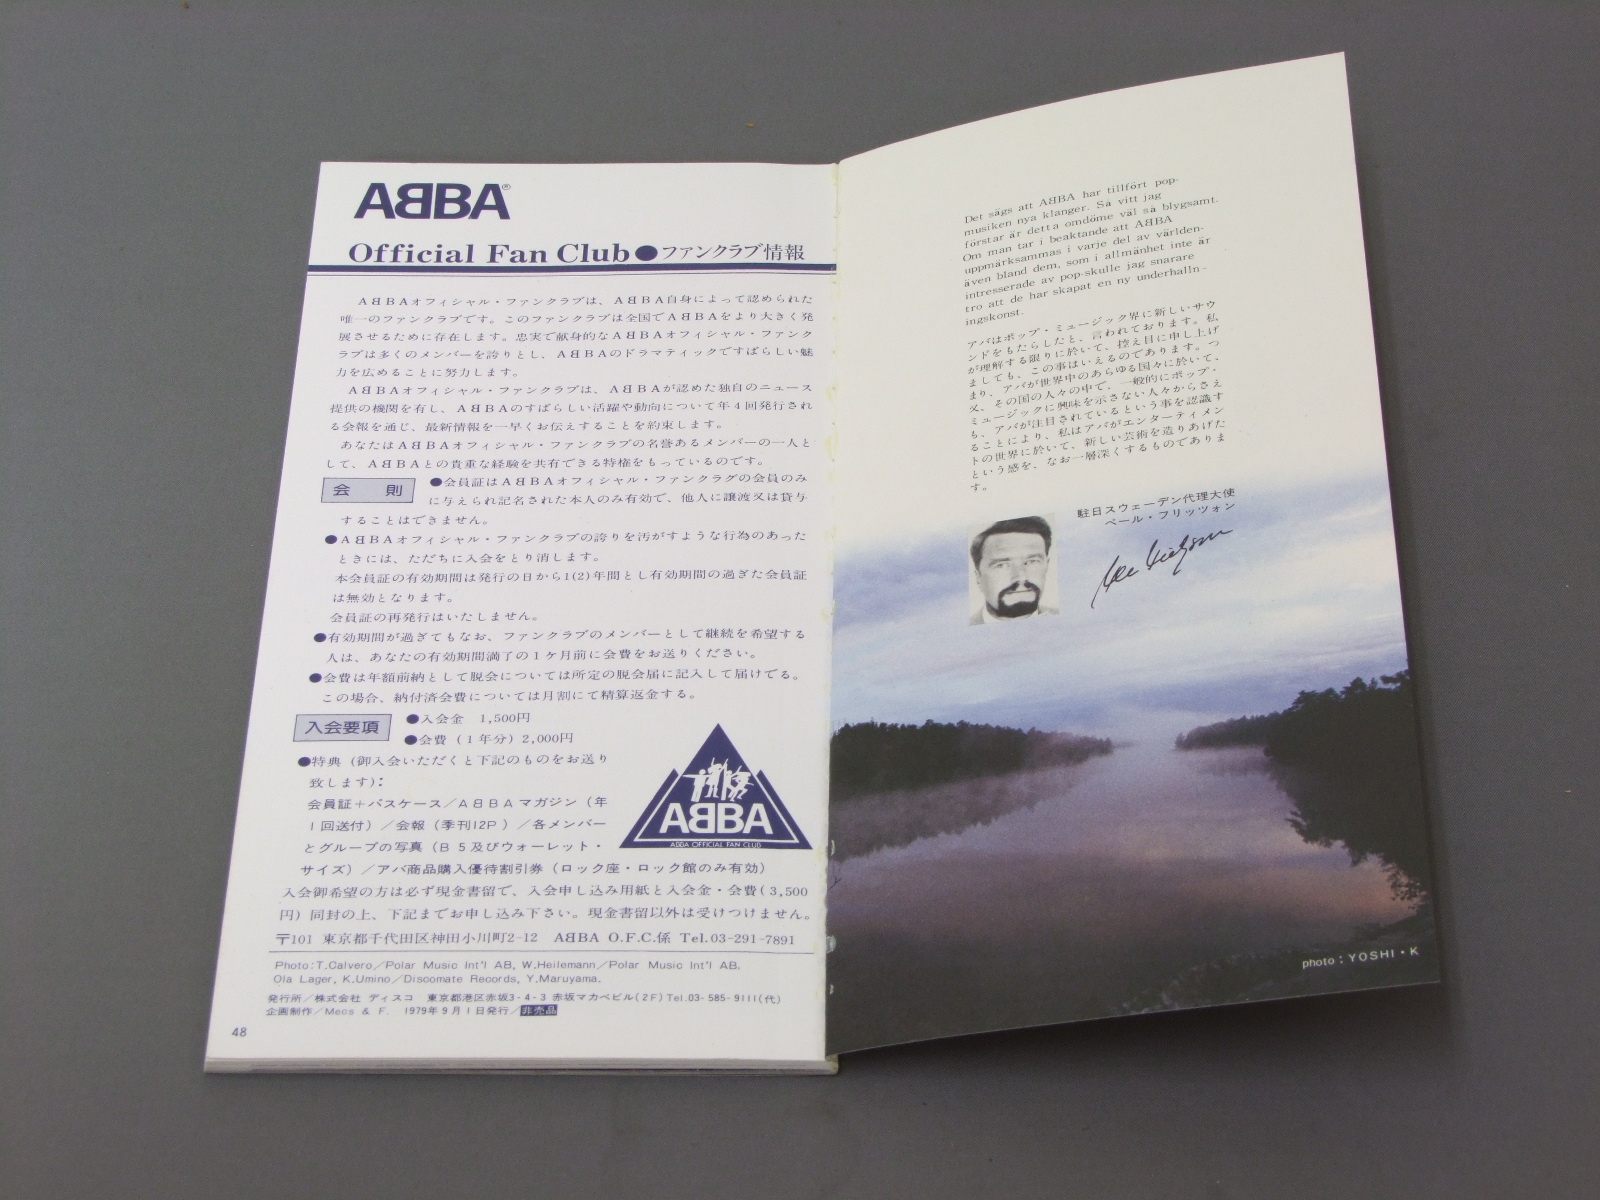 ABBA®
Official Fan Club●ファンクラブ情報
ABBAオフィシャル・ファンクラブは、ABBA自身によって認められた
唯一のファンクラブです。このファンクラブは全国でABBAをより大きく発
展させるために存在します。忠実で献身的なABBAオフィシャル・ファンク
ラブは多くのメンバーを誇りとし、ABBAのドラマティックですばらしい魅
力を広めることに努力します。
ABBAオフィシャル・ファンクラブは、ABBAが認めた独自のニュース
提供の機関を有し、ABBAのすばらしい活躍や動向について年4回発行され
る会報を通じ、最新情報を一早くお伝えすることを約束します。
あなたはABBAオフィシャル・ファンクラブの名誉あるメンバーの一人と
して、ABBAとの貴重な経験を共有できる特権をもっているのです。
会 則
●会員証はABBAオフィシャル・ファンクラグの会員のみ
に与えられ記名された本人のみ有効で、他人に譲渡又は貸与
することはできません。
●ABBAオフィシャル・ファンクラブの誇りを汚がすような行為のあった
ときには、ただちに入会をとり消します。
本会員証の有効期間は発行の日から1(2)年間とし有効期間の過ぎた会員証
は無効となります。
会員証の再発行はいたしません。
●有効期間が過ぎてもなお、ファンクラブのメンバーとして継続を希望する
人は、あなたの有効期間満了の1ケ月前に会費をお送りください。
●会費は年額前納として脱会については所定の脱会届に記入して届けでる。
この場合、納付済会費については月割にて精算返金する。
入会要項
●入会金 1,500円
●会費 (1年分) 2,000円
●特典 (御入会いただくと下記のものをお送り
致します):
会員証+パスケース/ABBAマガジン (年
1回送付) /会報 (季刊12P) /各メンバー
とグループの写真 (B5及びウォーレット・
サイズ) /アバ商品購入優待割引券 (ロック座・ロック館のみ有効)
入会御希望の方は必ず現金書留で、入会申し込み用紙と入会金・会費(3,500
円) 同封の上、下記までお申し込み下さい。現金書留以外は受けつけません。
〒101 東京都千代田区神田小川町2-12 ABBA O.F.C.係 Tel.03-291-7891
ABBA
ABBA OFFICIAL FAN CLUB
Photo:T.Calvero/Polar Music Int'l AB, W.Heilemann/Polar Music Int'l AB.
Ola Lager, K.Umino/Discomate Records, Y.Maruyama.
発行所/株式会社 ディスコ 東京都港区赤坂3-4-3 赤坂マカベビル(2F) Tel.03-585-9111(代)
企画制作/Mecs & F. 1979年9月1日発行/非売品
48
Det sägs att ABBA har tillfört pop-
musiken nya klanger. Så vitt jag
förstår är detta omdöme väl så blygsamt.
Om man tar i beaktande att ABBA
uppmärksammas i varje del av världen-
även bland dem, som i allmänhet inte är
intresserade av pop-skulle jag snarare
tro att de har skapat en ny underhalln-
ingskonst.
アバはポップ・ミュージック界に新しいサウ
ンドをもたらしたと、言われております。私
が理解する限りに於いて、控え目に申し上げ
ましても、この事はいえるのであります。つ
まり、アバが世界中のあらゆる国々に於いて、
又、その国の人々の中で、一般的にポップ・
ミュージックに興味を示さない人々からさえ
も、アバが注目されているという事を認識す
ることにより、私はアバがエンターティメン
トの世界に於いて、新しい芸術を造りあげた
という感を、なお一層深くするものでありま
す。
駐日スウェーデン代理大使
ペール・フリッツォン
photo:YOSHI・K